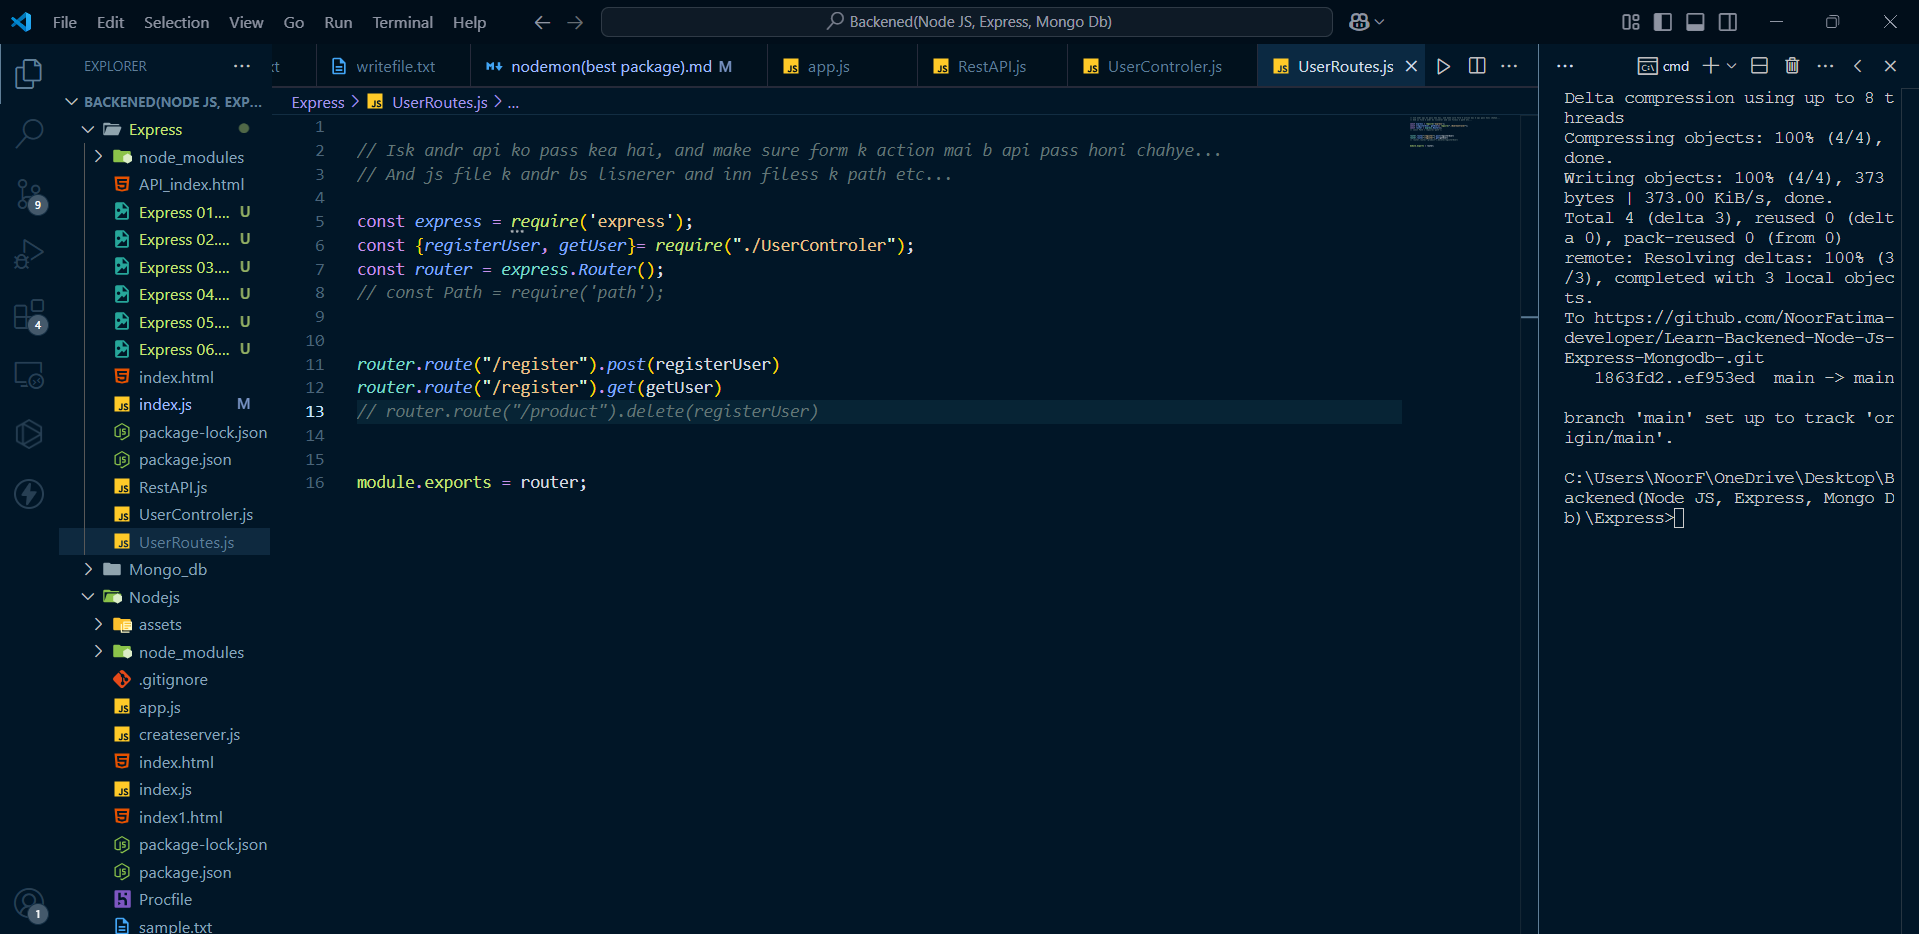 File Edit Selection View Go Run Terminal Help
Backened(Node JS, Express, Mongo Db)
EXPLORER
BACKENED(NODE JS, EXP...
Express
node_modules
API_index.html
Express 01.... U
Express 02.... U
Express 03.... U
Express 04.... U
Express 05.... U
Express 06.... U
index.html
index.js M
package-lock.json
package.json
RestAPI.js
UserControler.js
UserRoutes.js
Mongo_db
Nodejs
assets
node_modules
.gitignore
app.js
createserver.js
index.html
index.js
index1.html
package-lock.json
package.json
Procfile
sample.txt
9
4
1
xt writefile.txt nodemon(best package).md M app.js RestAPI.js UserControler.js UserRoutes.js
Express > UserRoutes.js > ...
1
2 // Isk andr api ko pass kea hai, and make sure form k action mai b api pass honi chahye...
3 // And js file k andr bs lisnerer and inn filess k path etc...
4
5 const express = require('express');
6 const {registerUser, getUser}= require("./UserControler");
7 const router = express.Router();
8 // const Path = require('path');
9
10
11 router.route("/register").post(registerUser)
12 router.route("/register").get(getUser)
13 // router.route("/product").delete(registerUser)
14
15
16 module.exports = router;
cmd
Delta compression using up to 8 t
hreads
Compressing objects: 100% (4/4),
done.
Writing objects: 100% (4/4), 373
bytes | 373.00 KiB/s, done.
Total 4 (delta 3), reused 0 (delt
a 0), pack-reused 0 (from 0)
remote: Resolving deltas: 100% (3
/3), completed with 3 local objec
ts.
To https://github.com/NoorFatima-
developer/Learn-Backened-Node-Js-
Express-Mongodb-.git
1863fd2..ef953ed main -> main
branch 'main' set up to track 'or
igin/main'.
C:\Users\NoorF\OneDrive\Desktop\B
ackened(Node JS, Express, Mongo D
b)\Express>